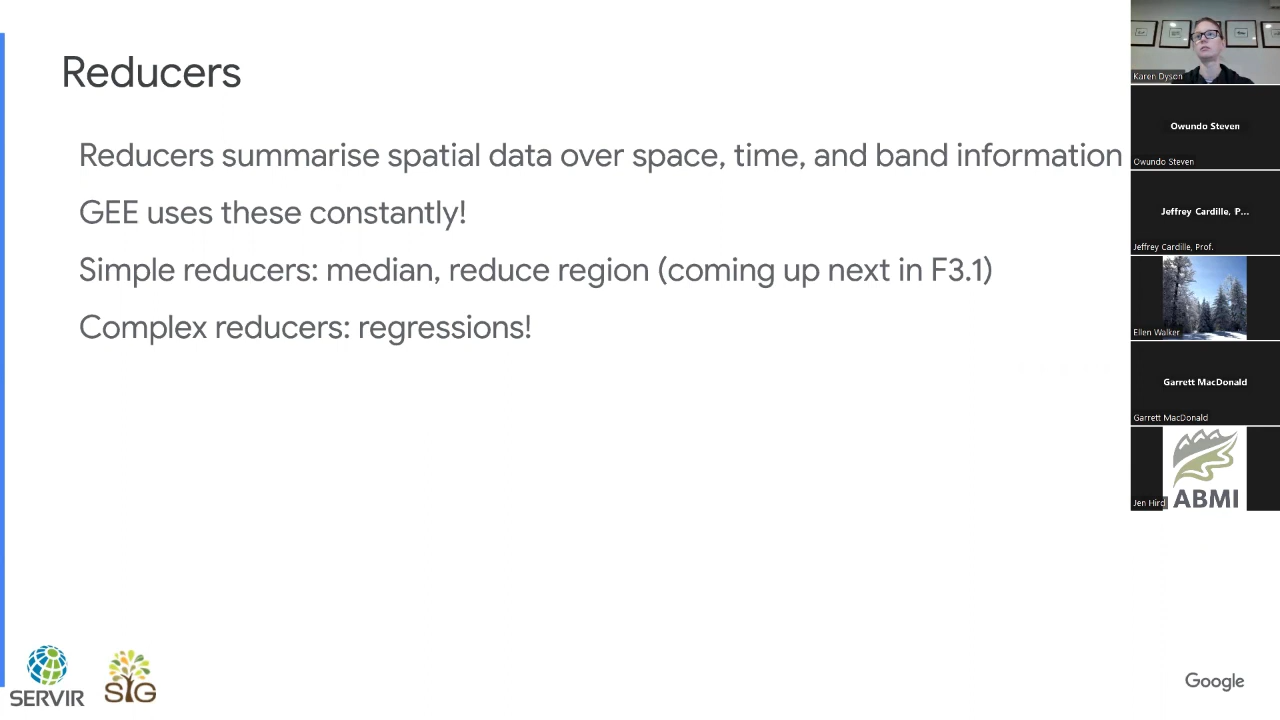 Reducers
Reducers summarise spatial data over space, time, and band information
GEE uses these constantly!
Simple reducers: median, reduce region (coming up next in F3.1)
Complex reducers: regressions!
Karen Dyson
Owundo Steven
Owundo Steven
Jeffrey Cardille, P...
Jeffrey Cardille, Prof.
Ellen Walker
Garrett MacDonald
Garrett MacDonald
ABMI
Jen Hird
SERVIR
SIG
Google